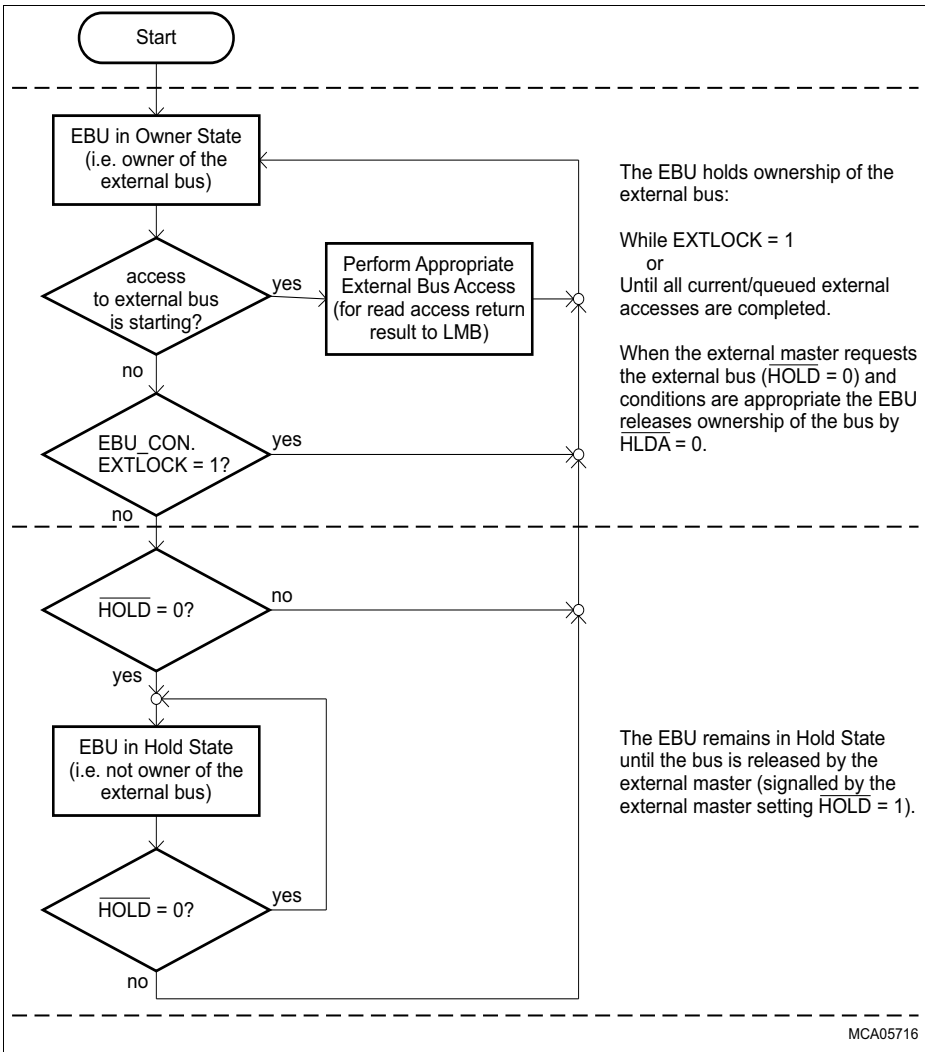 Start
EBU in Owner State
(i.e. owner of the
external bus)
The EBU holds ownership of the
external bus:
While EXTLOCK = 1
or
Until all current/queued external
accesses are completed.
When the external master requests
the external bus (H̅O̅L̅D̅ = 0) and
conditions are appropriate the EBU
releases ownership of the bus by
H̅L̅D̅A̅ = 0.
access
to external bus
is starting?
yes
Perform Appropriate
External Bus Access
(for read access return
result to LMB)
no
EBU_CON.
EXTLOCK = 1?
yes
no
H̅O̅L̅D̅ = 0?
no
yes
EBU in Hold State
(i.e. not owner of the
external bus)
The EBU remains in Hold State
until the bus is released by the
external master (signalled by the
external master setting H̅O̅L̅D̅ = 1).
H̅O̅L̅D̅ = 0?
yes
no
MCA05716